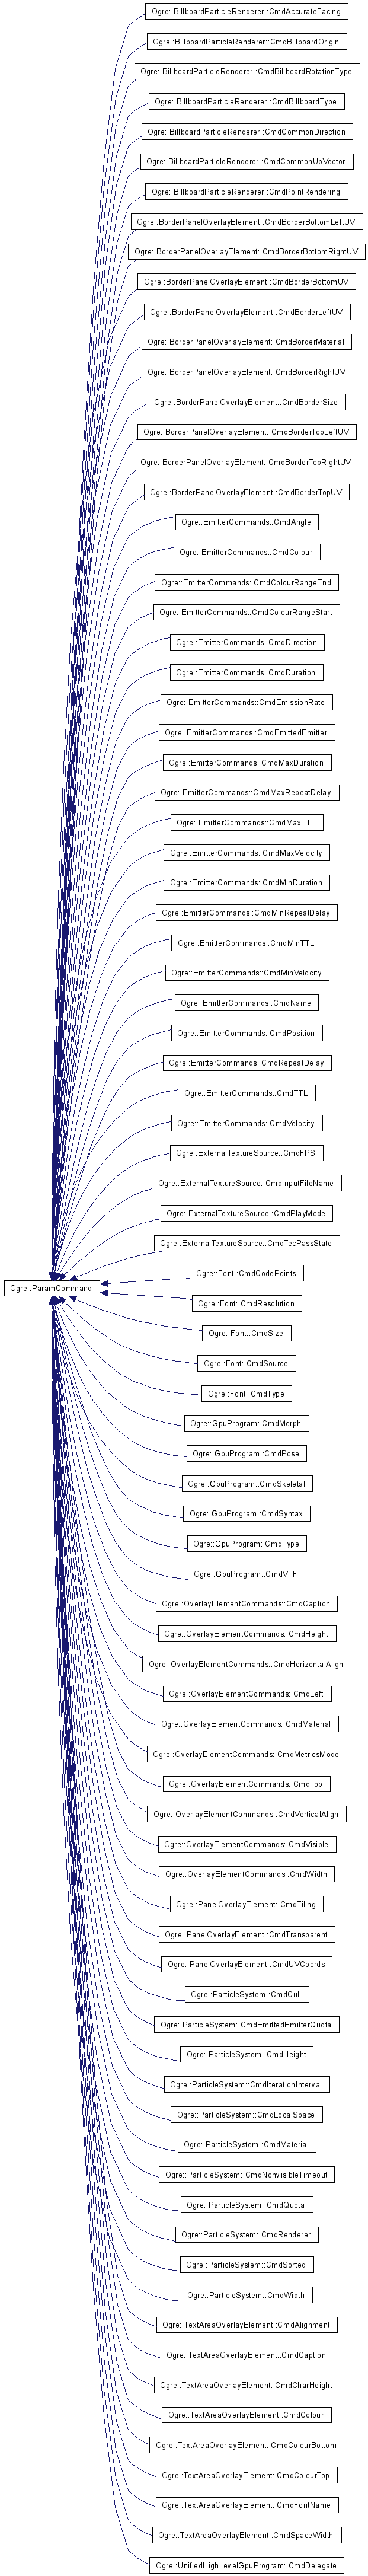 Ogre::BillboardParticleRenderer::CmdAccurateFacing
Ogre::BillboardParticleRenderer::CmdBillboardOrigin
Ogre::BillboardParticleRenderer::CmdBillboardRotationType
Ogre::BillboardParticleRenderer::CmdBillboardType
Ogre::BillboardParticleRenderer::CmdCommonDirection
Ogre::BillboardParticleRenderer::CmdCommonUpVector
Ogre::BillboardParticleRenderer::CmdPointRendering
Ogre::BorderPanelOverlayElement::CmdBorderBottomLeftUV
Ogre::BorderPanelOverlayElement::CmdBorderBottomRightUV
Ogre::BorderPanelOverlayElement::CmdBorderBottomUV
Ogre::BorderPanelOverlayElement::CmdBorderLeftUV
Ogre::BorderPanelOverlayElement::CmdBorderMaterial
Ogre::BorderPanelOverlayElement::CmdBorderRightUV
Ogre::BorderPanelOverlayElement::CmdBorderSize
Ogre::BorderPanelOverlayElement::CmdBorderTopLeftUV
Ogre::BorderPanelOverlayElement::CmdBorderTopRightUV
Ogre::BorderPanelOverlayElement::CmdBorderTopUV
Ogre::EmitterCommands::CmdAngle
Ogre::EmitterCommands::CmdColour
Ogre::EmitterCommands::CmdColourRangeEnd
Ogre::EmitterCommands::CmdColourRangeStart
Ogre::EmitterCommands::CmdDirection
Ogre::EmitterCommands::CmdDuration
Ogre::EmitterCommands::CmdEmissionRate
Ogre::EmitterCommands::CmdEmittedEmitter
Ogre::EmitterCommands::CmdMaxDuration
Ogre::EmitterCommands::CmdMaxRepeatDelay
Ogre::EmitterCommands::CmdMaxTTL
Ogre::EmitterCommands::CmdMaxVelocity
Ogre::EmitterCommands::CmdMinDuration
Ogre::EmitterCommands::CmdMinRepeatDelay
Ogre::EmitterCommands::CmdMinTTL
Ogre::EmitterCommands::CmdMinVelocity
Ogre::EmitterCommands::CmdName
Ogre::EmitterCommands::CmdPosition
Ogre::EmitterCommands::CmdRepeatDelay
Ogre::EmitterCommands::CmdTTL
Ogre::EmitterCommands::CmdVelocity
Ogre::ExternalTextureSource::CmdFPS
Ogre::ExternalTextureSource::CmdInputFileName
Ogre::ExternalTextureSource::CmdPlayMode
Ogre::ExternalTextureSource::CmdTecPassState
Ogre::Font::CmdCodePoints
Ogre::ParamCommand
Ogre::Font::CmdResolution
Ogre::Font::CmdSize
Ogre::Font::CmdSource
Ogre::Font::CmdType
Ogre::GpuProgram::CmdMorph
Ogre::GpuProgram::CmdPose
Ogre::GpuProgram::CmdSkeletal
Ogre::GpuProgram::CmdSyntax
Ogre::GpuProgram::CmdType
Ogre::GpuProgram::CmdVTF
Ogre::OverlayElementCommands::CmdCaption
Ogre::OverlayElementCommands::CmdHeight
Ogre::OverlayElementCommands::CmdHorizontalAlign
Ogre::OverlayElementCommands::CmdLeft
Ogre::OverlayElementCommands::CmdMaterial
Ogre::OverlayElementCommands::CmdMetricsMode
Ogre::OverlayElementCommands::CmdTop
Ogre::OverlayElementCommands::CmdVerticalAlign
Ogre::OverlayElementCommands::CmdVisible
Ogre::OverlayElementCommands::CmdWidth
Ogre::PanelOverlayElement::CmdTiling
Ogre::PanelOverlayElement::CmdTransparent
Ogre::PanelOverlayElement::CmdUVCoords
Ogre::ParticleSystem::CmdCull
Ogre::ParticleSystem::CmdEmittedEmitterQuota
Ogre::ParticleSystem::CmdHeight
Ogre::ParticleSystem::CmdIterationInterval
Ogre::ParticleSystem::CmdLocalSpace
Ogre::ParticleSystem::CmdMaterial
Ogre::ParticleSystem::CmdNonvisibleTimeout
Ogre::ParticleSystem::CmdQuota
Ogre::ParticleSystem::CmdRenderer
Ogre::ParticleSystem::CmdSorted
Ogre::ParticleSystem::CmdWidth
Ogre::TextAreaOverlayElement::CmdAlignment
Ogre::TextAreaOverlayElement::CmdCaption
Ogre::TextAreaOverlayElement::CmdCharHeight
Ogre::TextAreaOverlayElement::CmdColour
Ogre::TextAreaOverlayElement::CmdColourBottom
Ogre::TextAreaOverlayElement::CmdColourTop
Ogre::TextAreaOverlayElement::CmdFontName
Ogre::TextAreaOverlayElement::CmdSpaceWidth
Ogre::UnifiedHighLevelGpuProgram::CmdDelegate